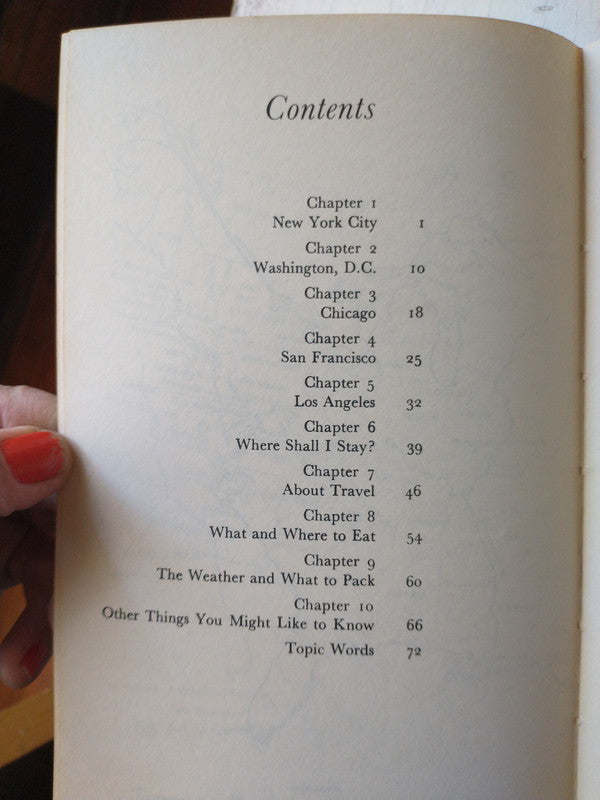 Contents
Chapter 1
New York City 1
Chapter 2
Washington, D.C. 10
Chapter 3
Chicago 18
Chapter 4
San Francisco 25
Chapter 5
Los Angeles 32
Chapter 6
Where Shall I Stay? 39
Chapter 7
About Travel 46
Chapter 8
What and Where to Eat 54
Chapter 9
The Weather and What to Pack 60
Chapter 10
Other Things You Might Like to Know 66
Topic Words 72